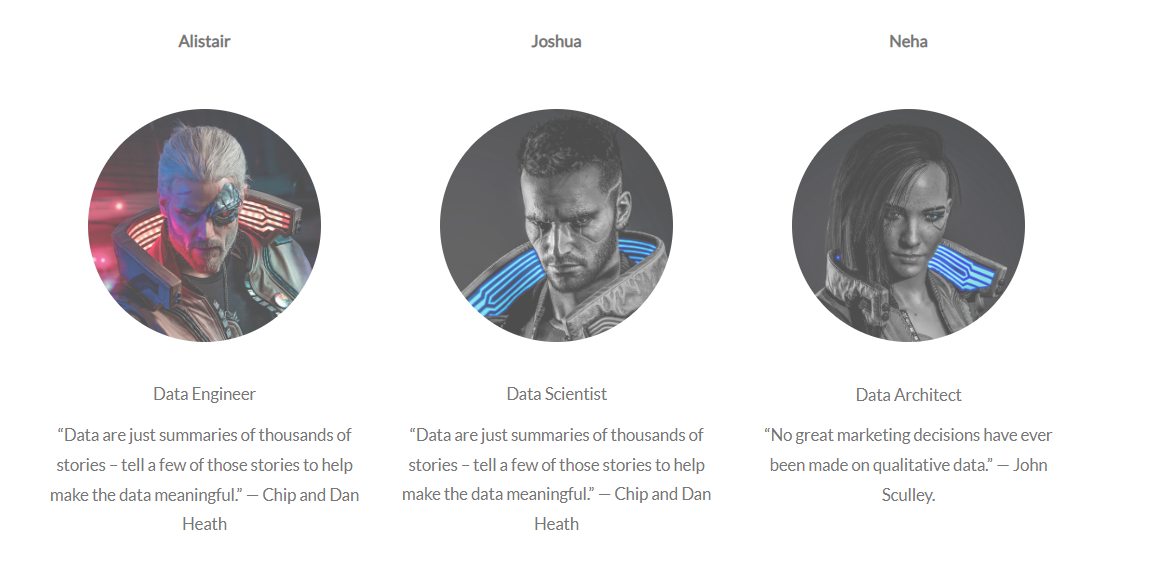 Alistair
Joshua
Neha
Data Engineer
“Data are just summaries of thousands of
stories – tell a few of those stories to help
make the data meaningful.” — Chip and Dan
Heath
Data Scientist
“Data are just summaries of thousands of
stories – tell a few of those stories to help
make the data meaningful.” — Chip and Dan
Heath
Data Architect
“No great marketing decisions have ever
been made on qualitative data.” — John
Sculley.